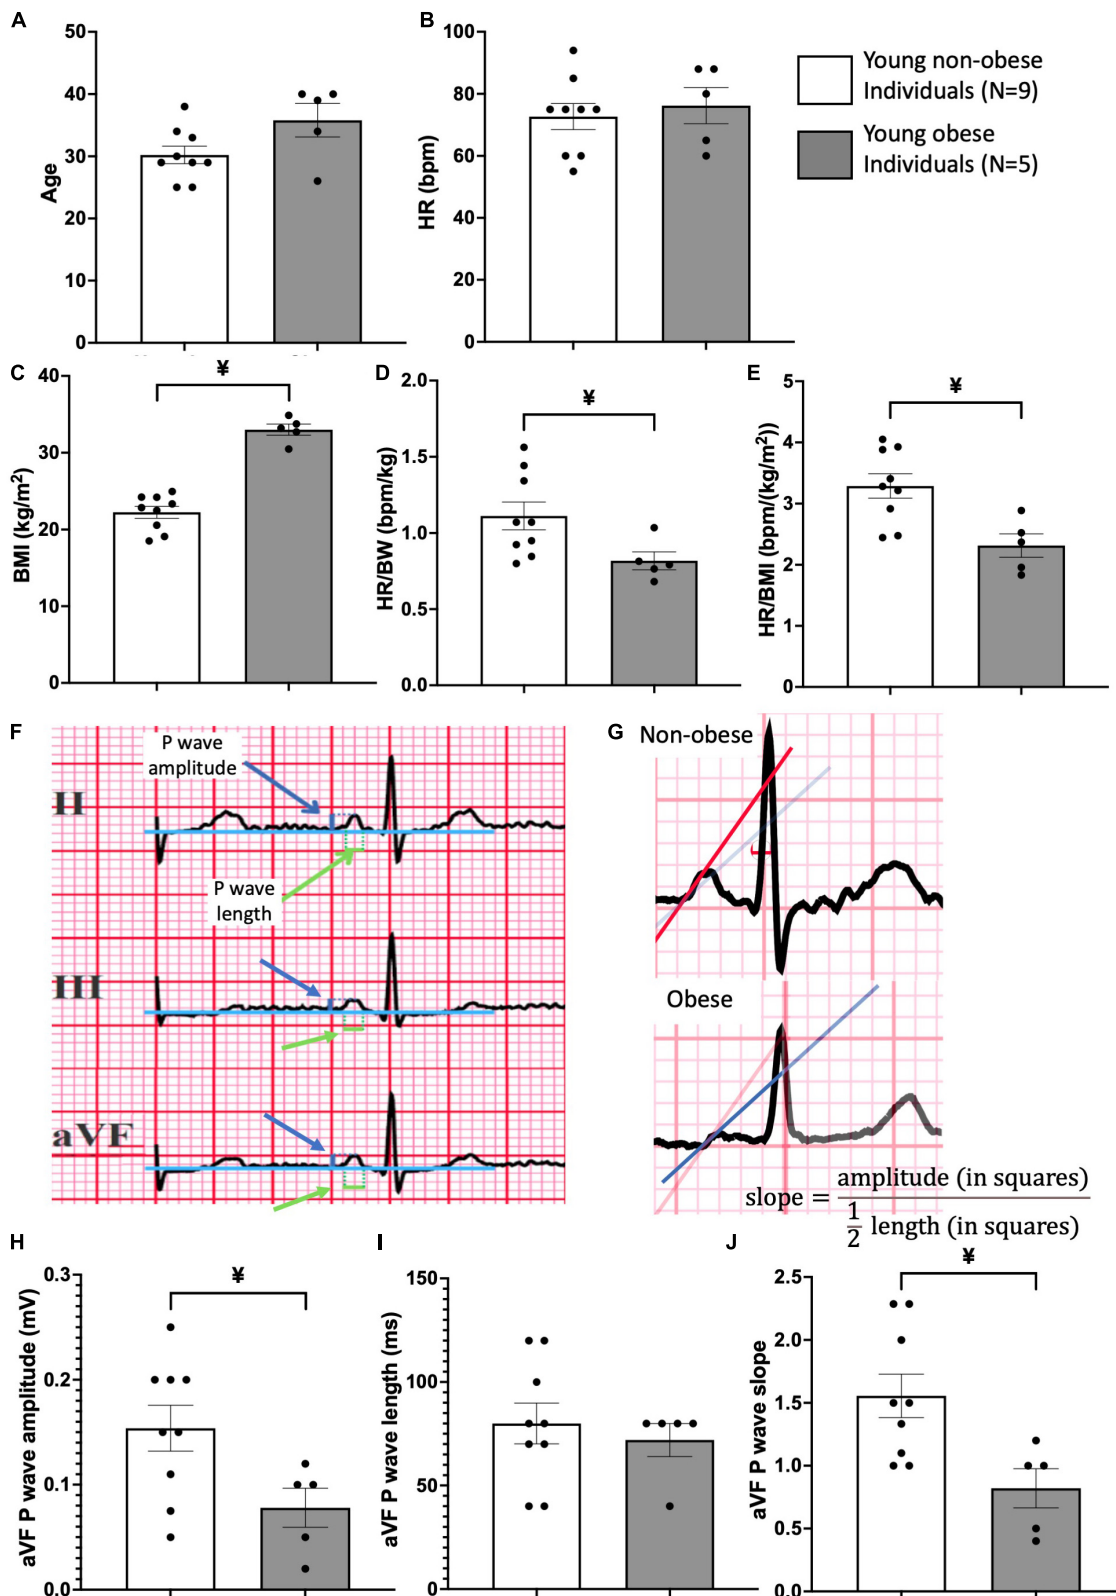 A
50
40
30
20
10
0
Age
B
100
80
60
40
20
0
HR (bpm)
Young non-obese
Individuals (N=9)
Young obese
Individuals (N=5)
C
40
30
20
10
0
BMI (kg/m²)
¥
D
2.0
1.5
1.0
0.5
0.0
HR/BW (bpm/kg)
¥
E
5
4
3
2
1
0
HR/BMI (bpm/(kg/m²))
¥
F
P wave
amplitude
II
P wave
length
III
aVF
G
Non-obese
Obese
slope = amplitude (in squares) / 1/2 length (in squares)
H
0.3
0.2
0.1
0.0
aVF P wave amplitude (mV)
¥
I
150
100
50
0
aVF P wave length (ms)
J
2.5
2.0
1.5
1.0
0.5
0.0
aVF P wave slope
¥